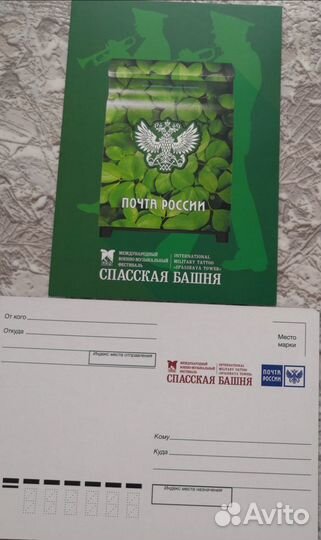 ПОЧТА РОССИИ
МЕЖДУНАРОДНЫЙ
ВОЕННО-МУЗЫКАЛЬНЫЙ
ФЕСТИВАЛЬ
INTERNATIONAL
MILITARY TATTOO
«SPASSKAYA TOWER»
СПАССКАЯ БАШНЯ
От кого
Откуда
Индекс места отправления
Место
марки
МЕЖДУНАРОДНЫЙ
ВОЕННО-МУЗЫКАЛЬНЫЙ
ФЕСТИВАЛЬ
INTERNATIONAL
MILITARY TATTOO
«SPASSKAYA TOWER»
СПАССКАЯ БАШНЯ
ПОЧТА
РОССИИ
Кому
Куда
Индекс места назначения
Avito